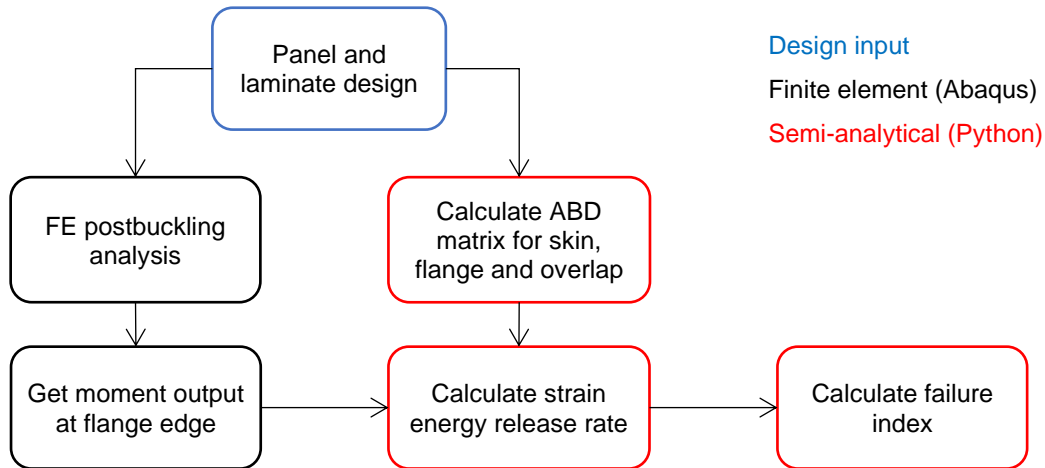 Panel and
laminate design
Design input
Finite element (Abaqus)
Semi-analytical (Python)
FE postbuckling
analysis
Calculate ABD
matrix for skin,
flange and overlap
Get moment output
at flange edge
Calculate strain
energy release rate
Calculate failure
index